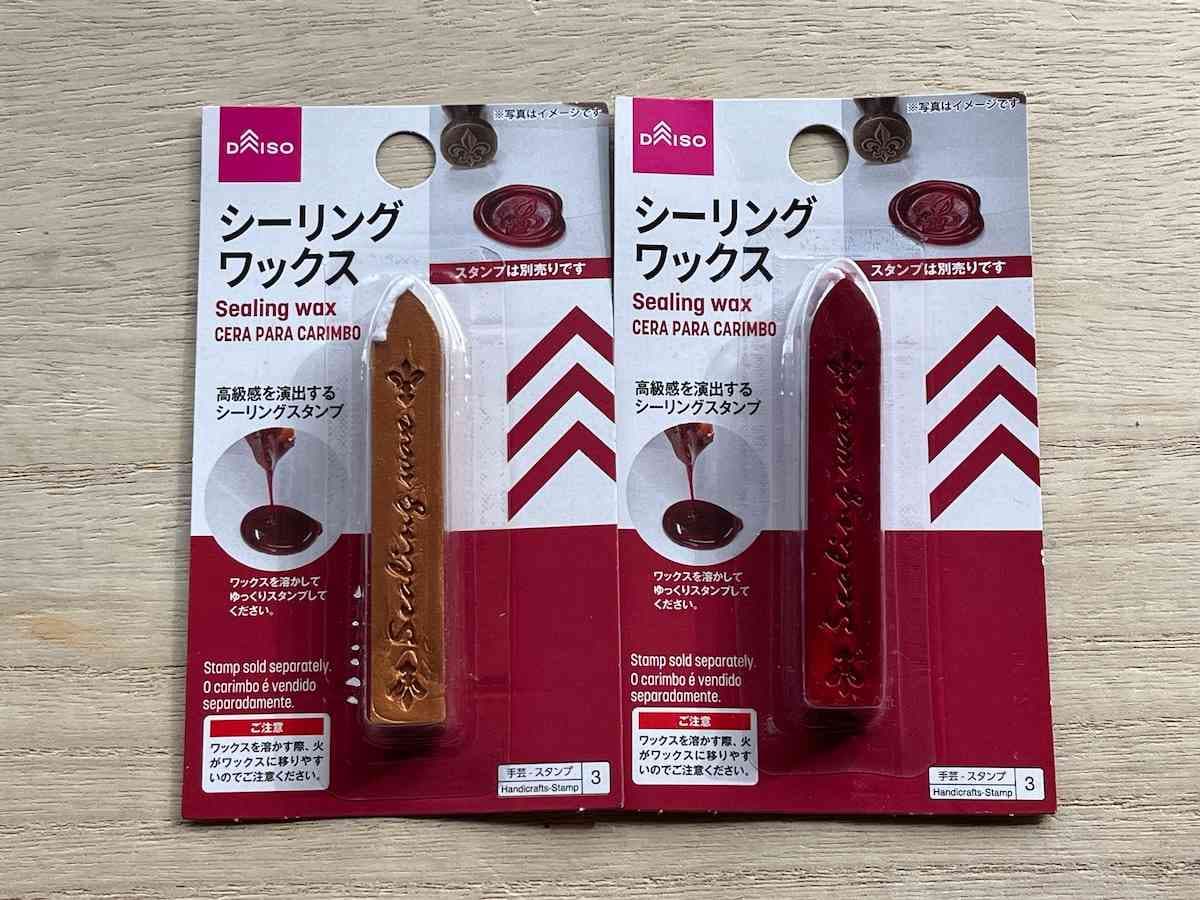 DAISO
※写真はイメージです
シーリング
ワックス
スタンプは別売りです
Sealing wax
CERA PARA CARIMBO
高級感を演出する
シーリングスタンプ
Sealing wax
ワックスを溶かして
ゆっくりスタンプして
ください。
Stamp sold separately.
O carimbo é vendido
separadamente.
ご注意
ワックスを溶かす際、火
がワックスに移りやす
いのでご注意ください。
手芸-スタンプ 3
Handicrafts-Stamp
DAISO
※写真はイメージです
シーリング
ワックス
スタンプは別売りです
Sealing wax
CERA PARA CARIMBO
高級感を演出する
シーリングスタンプ
Sealing wax
ワックスを溶かして
ゆっくりスタンプして
ください。
Stamp sold separately.
O carimbo é vendido
separadamente.
ご注意
ワックスを溶かす際、火
がワックスに移りやす
いのでご注意ください。
手芸-スタンプ 3
Handicrafts-Stamp